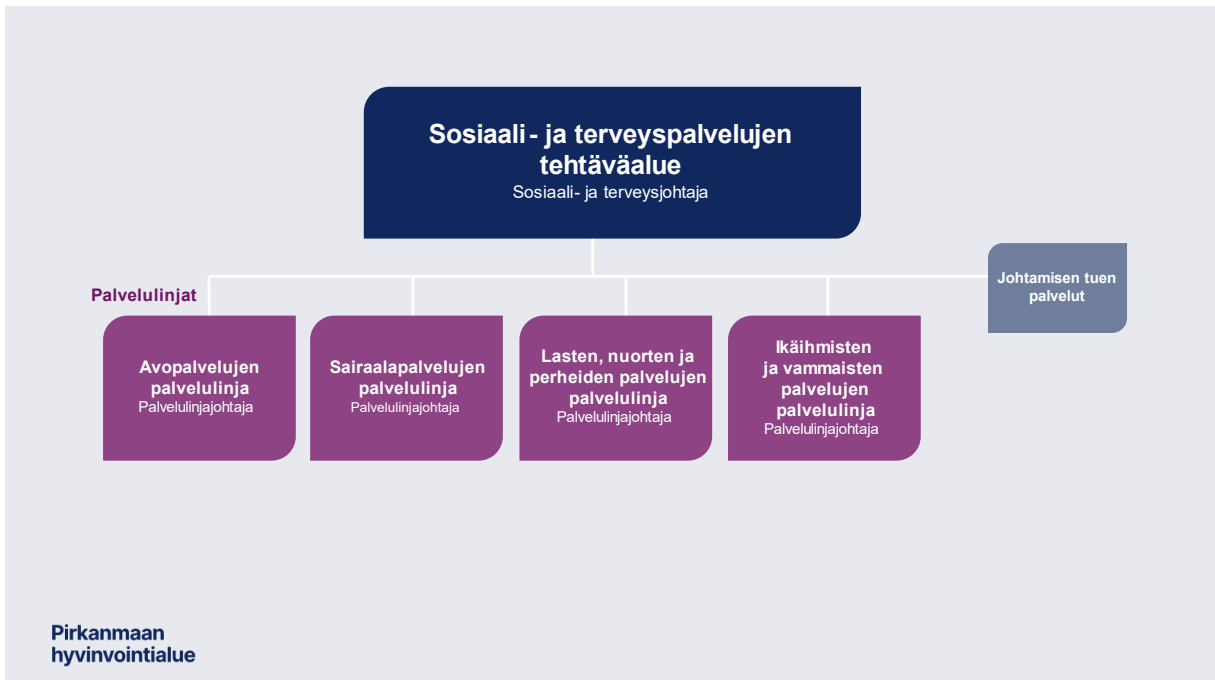 Sosiaali- ja terveyspalvelujen
tehtäväalue
Sosiaali- ja terveysjohtaja
Johtamisen tuen
palvelut
Palvelulinjat
Avopalvelujen
palvelulinja
Palvelulinjajohtaja
Sairaalapalvelujen
palvelulinja
Palvelulinjajohtaja
Lasten, nuorten ja
perheiden palvelujen
palvelulinja
Palvelulinjajohtaja
Ikäihmisten
ja vammaisten
palvelujen
palvelulinja
Palvelulinjajohtaja
Pirkanmaan
hyvinvointialue